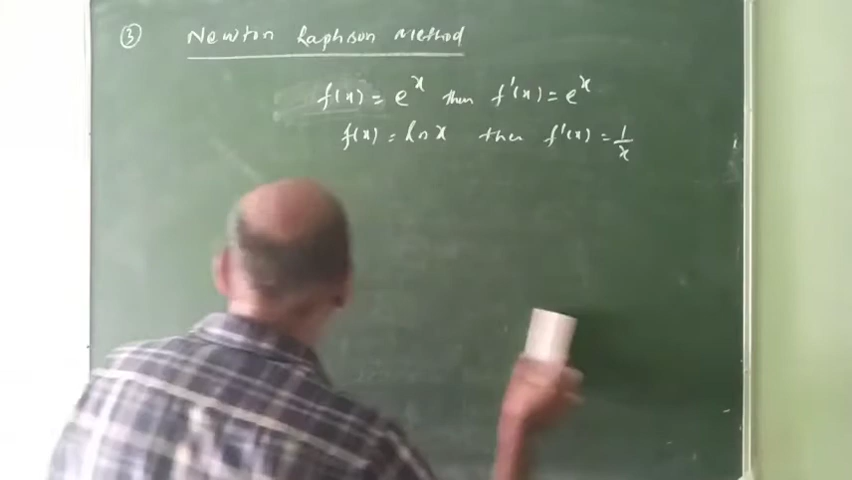 ③ Newton Raphson Method
f(x) = e^x then f'(x) = e^x
f(x) = ln x then f'(x) = 1/x